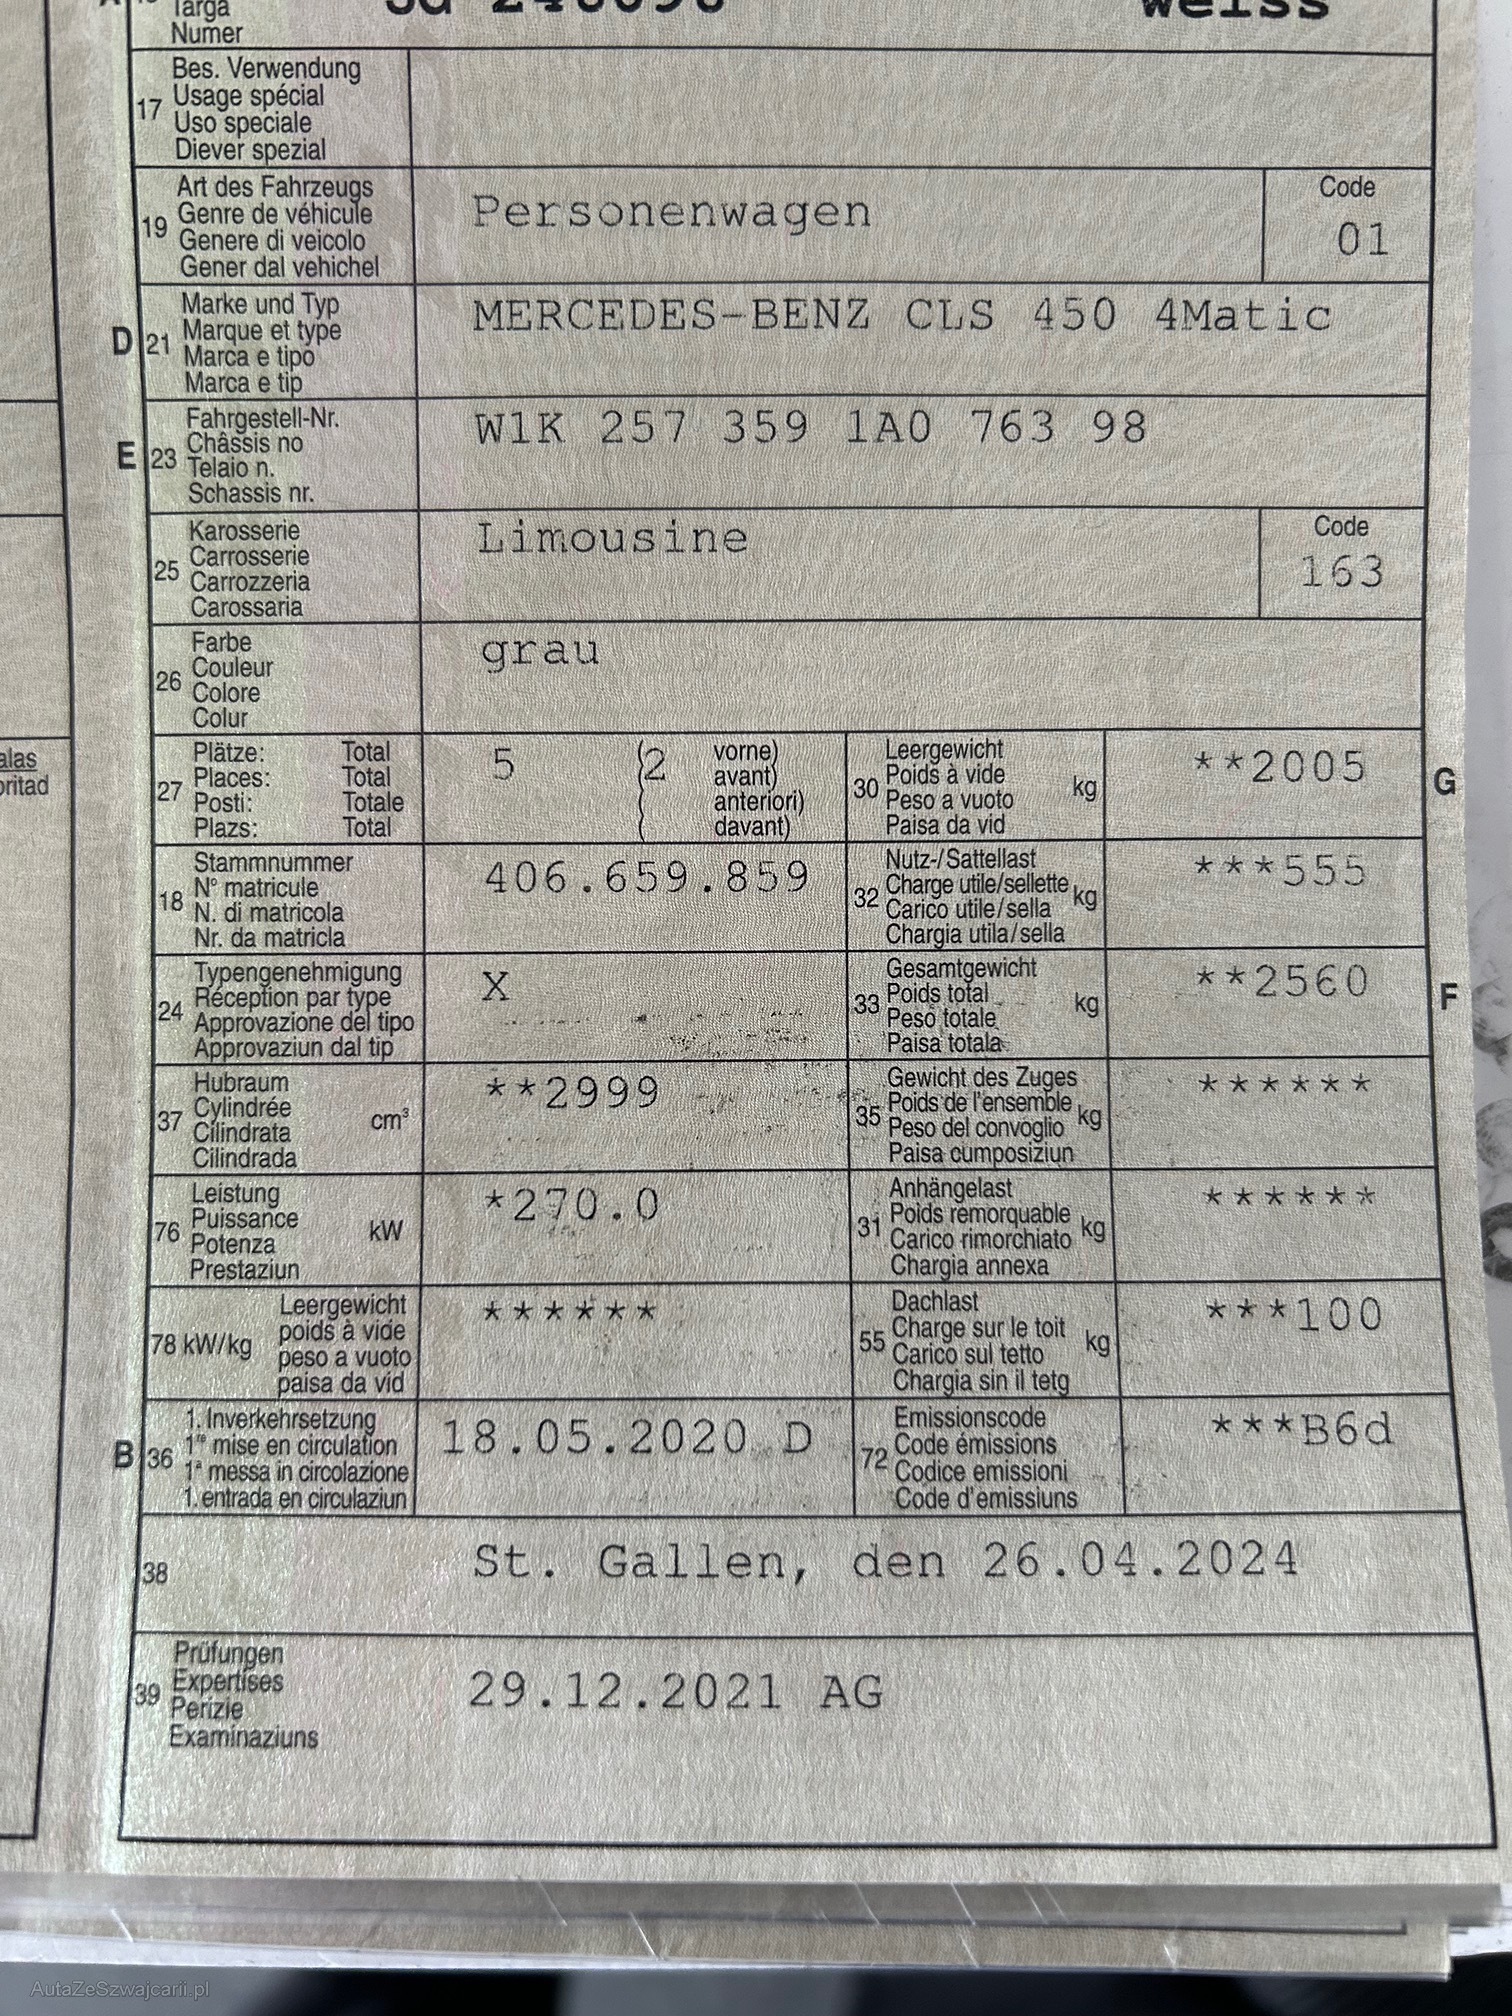 Targa
Numer
weiss
17
Bes. Verwendung
Usage spécial
Uso speciale
Diever spezial
19
Art des Fahrzeugs
Genre de véhicule
Genere di veicolo
Gener dal vehichel
Personenwagen
Code
01
D 21
Marke und Typ
Marque et type
Marca e tipo
Marca e tip
MERCEDES-BENZ CLS 450 4Matic
E 23
Fahrgestell-Nr.
Châssis no
Telaio n.
Schassis nr.
W1K 257 359 1A0 763 98
25
Karosserie
Carrosserie
Carrozzeria
Carossaria
Limousine
Code
163
26
Farbe
Couleur
Colore
Colur
grau
alas
oritad
27
Plätze: Total
Places: Total
Posti: Totale
Plazs: Total
5 (2 vorne)
( avant)
( anteriori)
( davant)
30
Leergewicht
Poids à vide
Peso a vuoto
Paisa da vid
kg
**2005
G
18
Stammnummer
N° matricule
N. di matricola
Nr. da matricla
406.659.859
32
Nutz-/Sattellast
Charge utile/sellette
Carico utile/sella
Chargia utila/sella
kg
***555
24
Typengenehmigung
Réception par type
Approvazione del tipo
Approvaziun dal tip
X
33
Gesamtgewicht
Poids total
Peso totale
Paisa totala
kg
**2560
F
37
Hubraum
Cylindrée
Cilindrata
Cilindrada
cm³
**2999
35
Gewicht des Zuges
Poids de l'ensemble
Peso del convoglio
Paisa cumposiziun
kg
******
76
Leistung
Puissance
Potenza
Prestaziun
kW
*270.0
31
Anhängelast
Poids remorquable
Carico rimorchiato
Chargia annexa
kg
******
78 kW/kg
Leergewicht
poids à vide
peso a vuoto
paisa da vid
******
55
Dachlast
Charge sur le toit
Carico sul tetto
Chargia sin il tetg
kg
***100
B 36
1. Inverkehrsetzung
1re mise en circulation
1a messa in circolazione
1. entrada en circulaziun
18.05.2020 D
72
Emissionscode
Code émissions
Codice emissioni
Code d'emissiuns
***B6d
38
St. Gallen, den 26.04.2024
39
Prüfungen
Expertises
Perizie
Examinaziuns
29.12.2021 AG
AutaZeSzwajcarii.pl